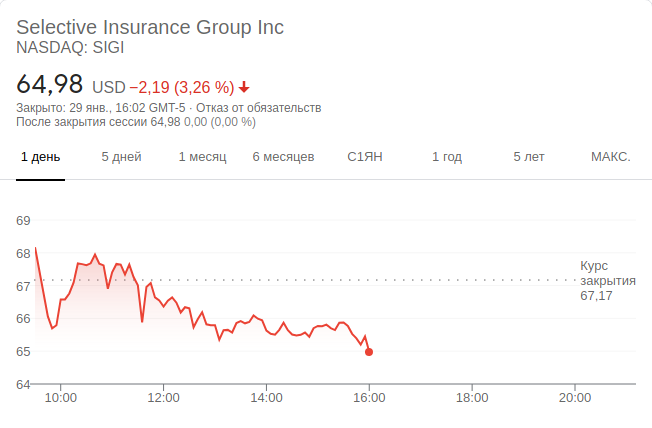 Selective Insurance Group Inc
NASDAQ: SIGI
64,98 USD −2,19 (3,26 %)
Закрыто: 29 янв., 16:02 GMT-5 · Отказ от обязательств
После закрытия сессии 64,98 0,00 (0,00 %)
1 день 5 дней 1 месяц 6 месяцев С1ЯН 1 год 5 лет МАКС.
69
68
67
66
65
64
Курс
закрытия
67,17
10:00 12:00 14:00 16:00 18:00 20:00